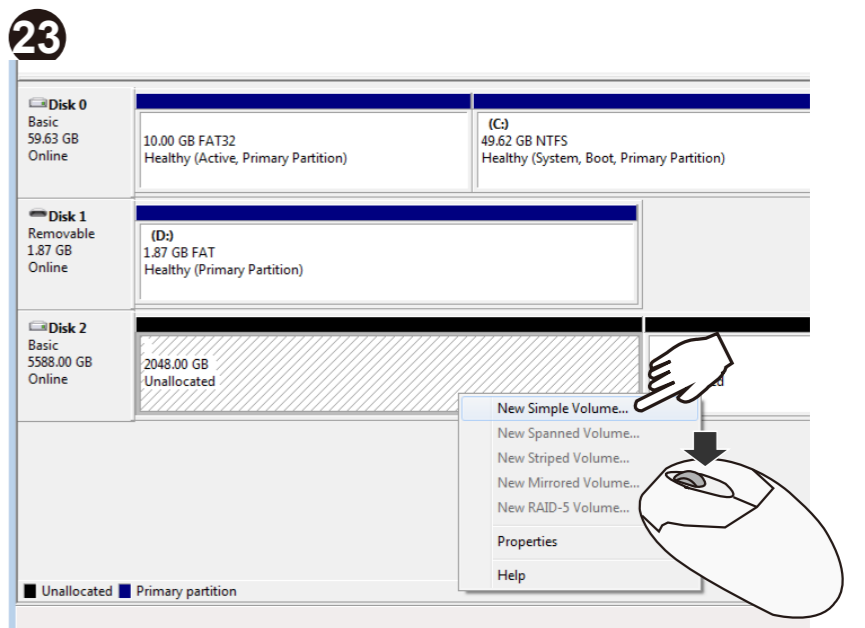 23
Disk 0
Basic
59.63 GB
Online
10.00 GB FAT32
Healthy (Active, Primary Partition)
(C:)
49.62 GB NTFS
Healthy (System, Boot, Primary Partition)
Disk 1
Removable
1.87 GB
Online
(D:)
1.87 GB FAT
Healthy (Primary Partition)
Disk 2
Basic
5588.00 GB
Online
2048.00 GB
Unallocated
New Simple Volume...
New Spanned Volume...
New Striped Volume...
New Mirrored Volume...
New RAID-5 Volume...
Properties
Help
Unallocated
Primary partition